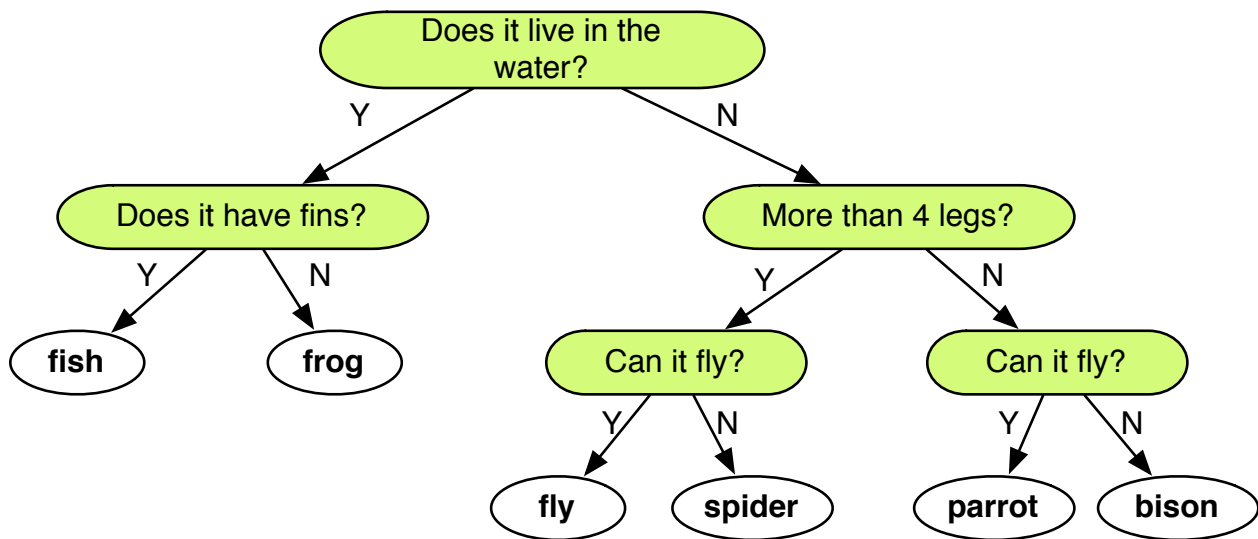 Does it live in the
water?
Y
N
Does it have fins?
More than 4 legs?
Y
N
Y
N
fish
frog
Can it fly?
Can it fly?
Y
N
Y
N
fly
spider
parrot
bison